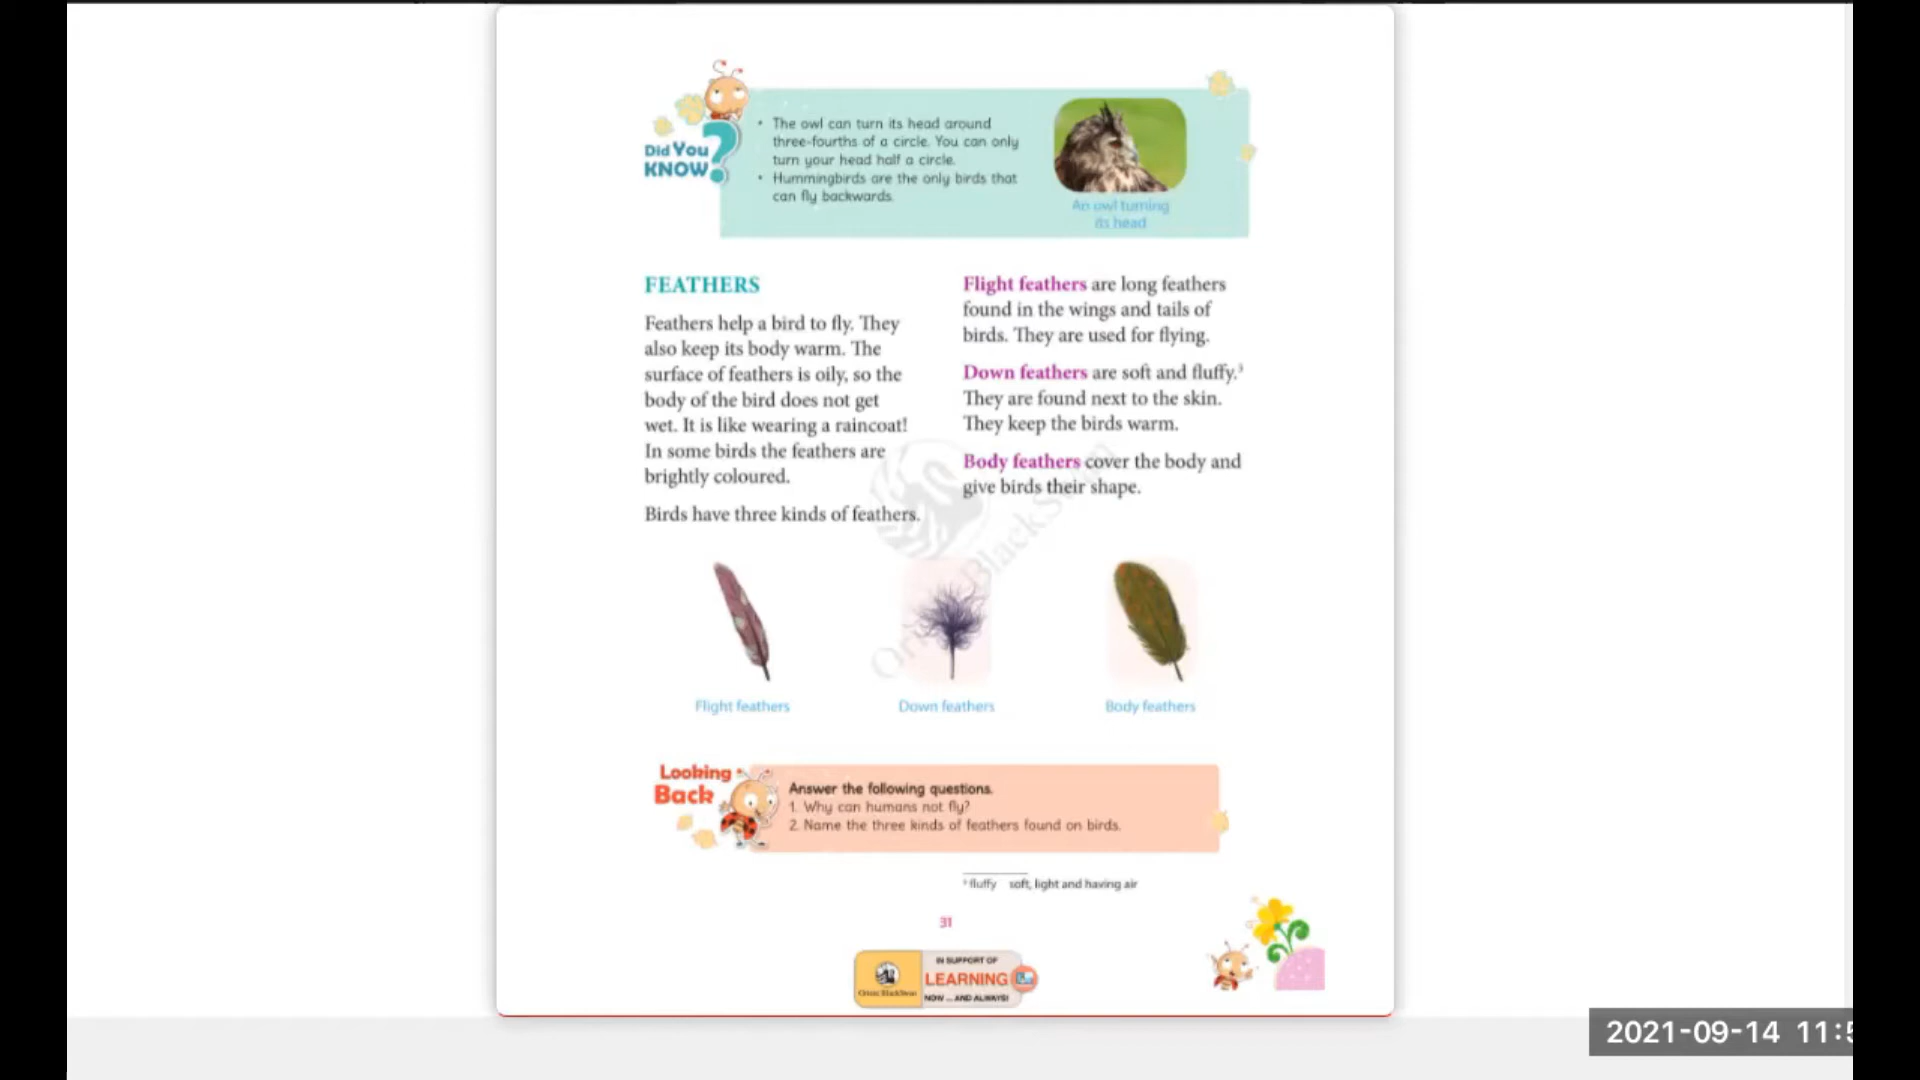 Did You
KNOW?
• The owl can turn its head around
three-fourths of a circle. You can only
turn your head half a circle.
• Hummingbirds are the only birds that
can fly backwards.
An owl turning
its head
FEATHERS
Feathers help a bird to fly. They
also keep its body warm. The
surface of feathers is oily, so the
body of the bird does not get
wet. It is like wearing a raincoat!
In some birds the feathers are
brightly coloured.
Birds have three kinds of feathers.
Flight feathers are long feathers
found in the wings and tails of
birds. They are used for flying.
Down feathers are soft and fluffy.³
They are found next to the skin.
They keep the birds warm.
Body feathers cover the body and
give birds their shape.
Flight feathers
Down feathers
Body feathers
Looking
Back
Answer the following questions.
1. Why can humans not fly?
2. Name the three kinds of feathers found on birds.
³ fluffy soft, light and having air
31
Orient BlackSwan
IN SUPPORT OF
LEARNING
NOW ... AND ALWAYS!
2021-09-14 11:5